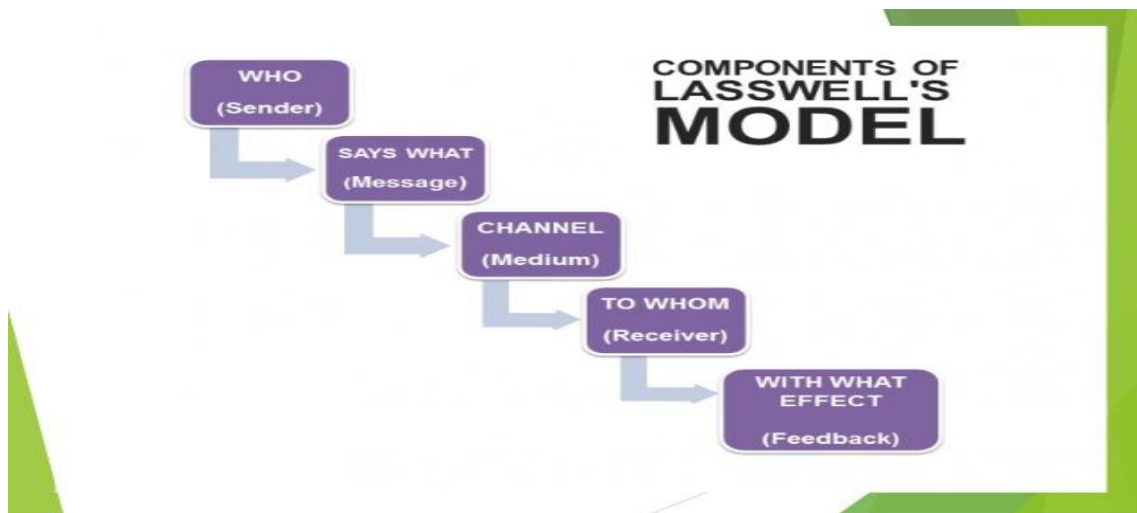 COMPONENTS OF
LASSWELL'S
MODEL
WHO
(Sender)
SAYS WHAT
(Message)
CHANNEL
(Medium)
TO WHOM
(Receiver)
WITH WHAT
EFFECT
(Feedback)